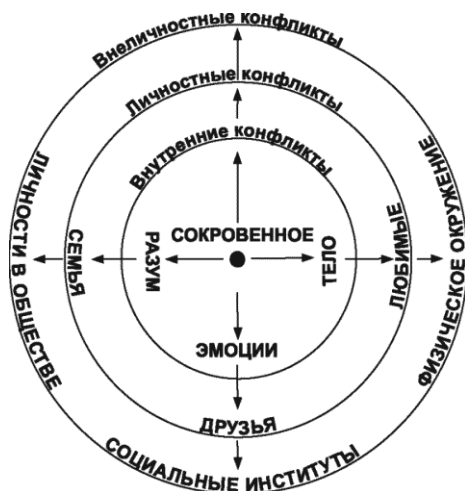 Внеличностные конфликты
Личностные конфликты
Внутренние конфликты
ЛИЧНОСТИ В ОБЩЕСТВЕ
СЕМЬЯ
РАЗУМ
СОКРОВЕННОЕ
ТЕЛО
ЛЮБИМЫЕ
ФИЗИЧЕСКОЕ ОКРУЖЕНИЕ
ЭМОЦИИ
ДРУЗЬЯ
СОЦИАЛЬНЫЕ ИНСТИТУТЫ